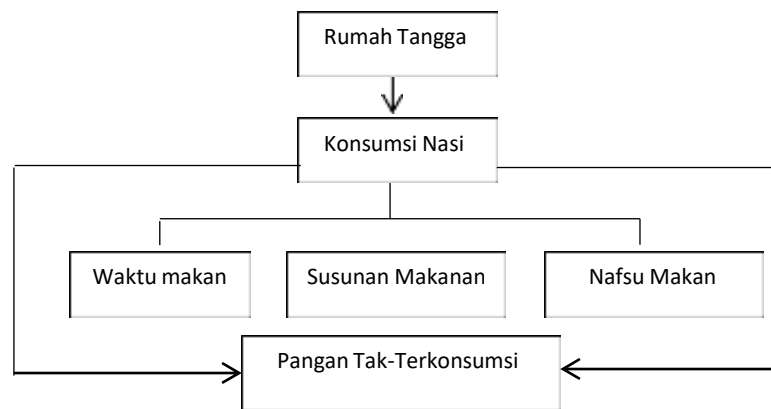 Rumah Tangga
Konsumsi Nasi
Waktu makan
Susunan Makanan
Nafsu Makan
Pangan Tak-Terkonsumsi